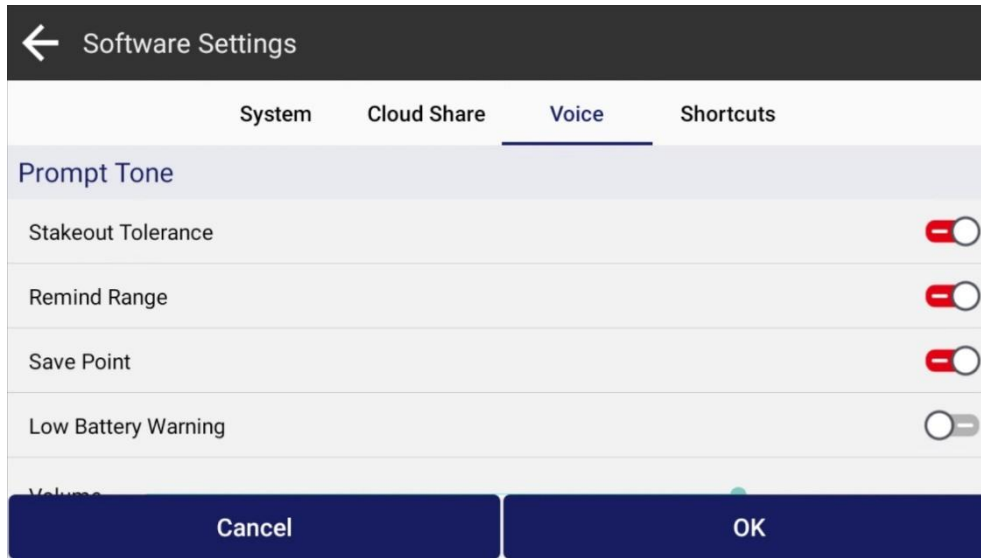 Software Settings
System Cloud Share Voice Shortcuts
Prompt Tone
Stakeout Tolerance
Remind Range
Save Point
Low Battery Warning
Volume
Cancel OK